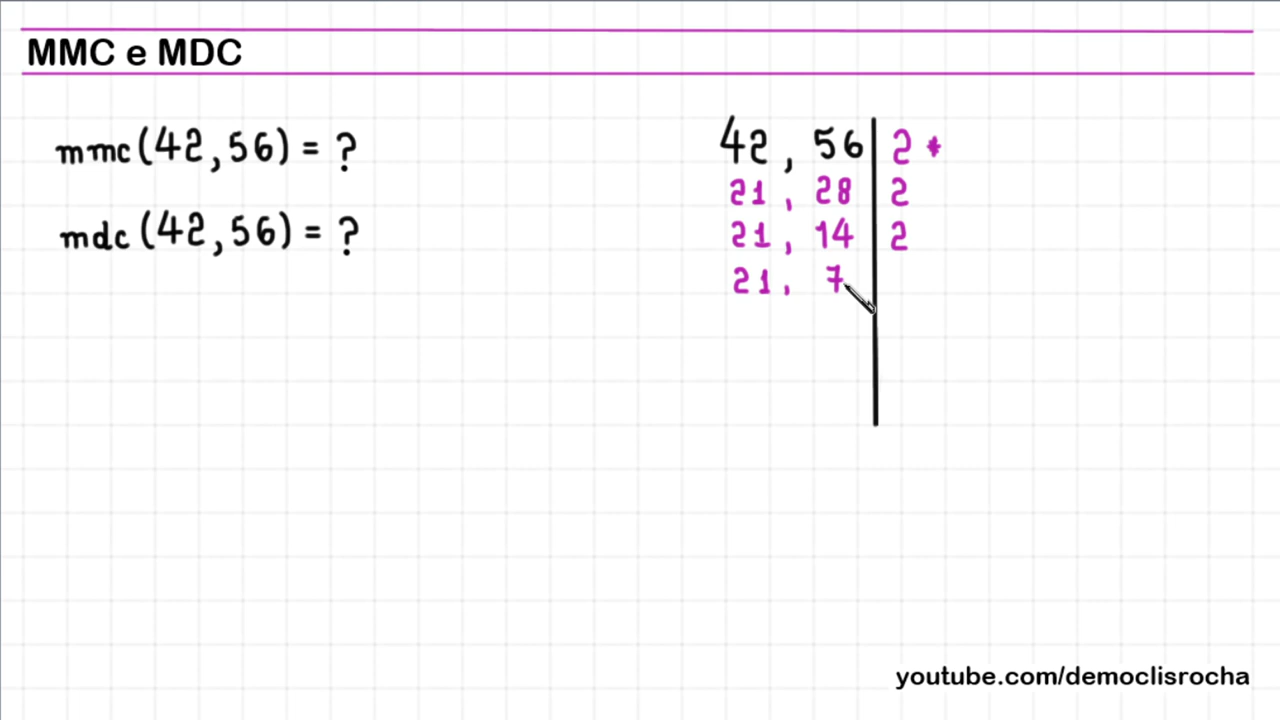 MMC e MDC
mmc(42,56) = ?
mdc(42,56) = ?
42, 56 | 2 *
21, 28 | 2
21, 14 | 2
21, 7
youtube.com/democlisrocha